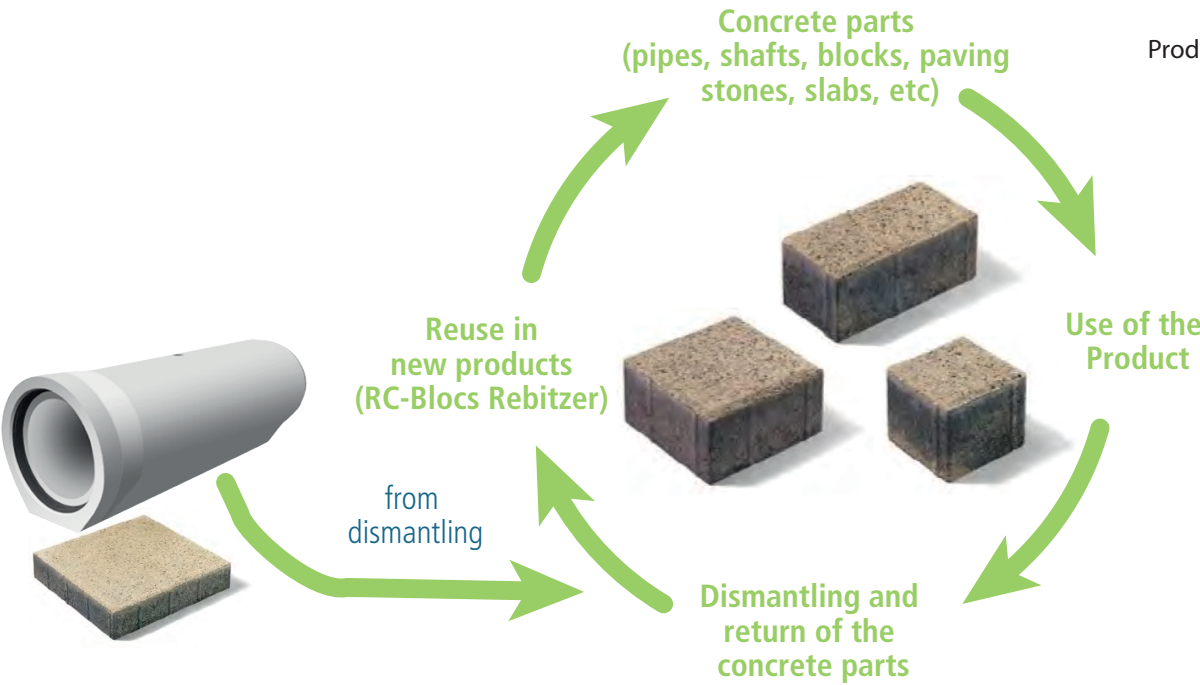 Concrete parts
(pipes, shafts, blocks, paving
stones, slabs, etc)
Prod
Use of the
Product
Reuse in
new products
(RC-Blocs Rebitzer)
from
dismantling
Dismantling and
return of the
concrete parts